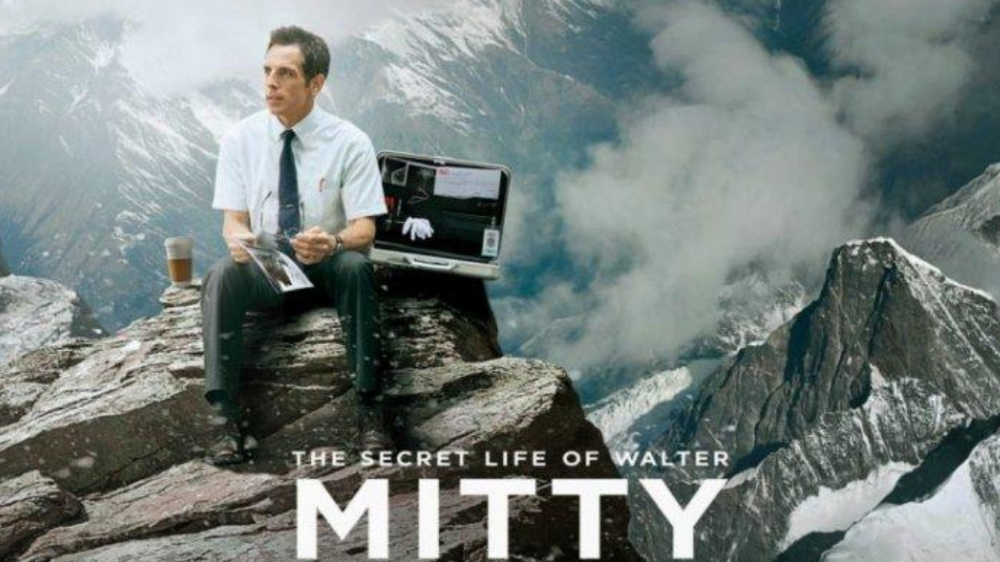 THE SECRET LIFE OF WALTER
MITTY